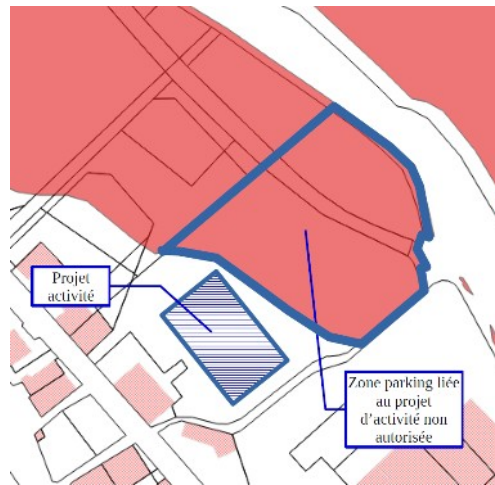 Projet
activité
Zone parking liée
au projet
d'activité non
autorisée